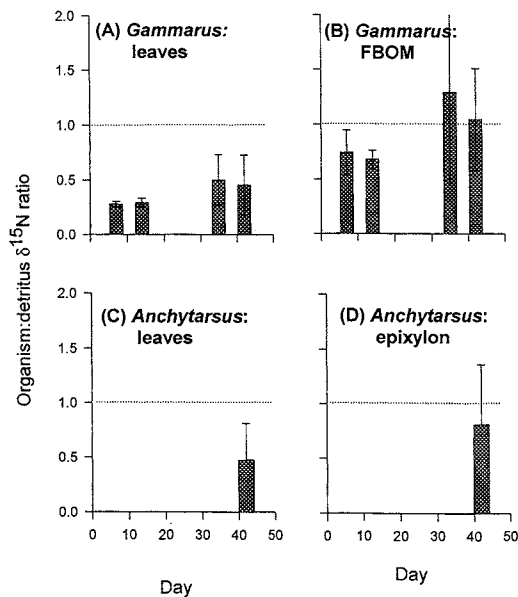 Organism:detritus δ15N ratio
2.0
1.5
1.0
0.5
0.0
(A) Gammarus:
leaves
(B) Gammarus:
FBOM
2.0
1.5
1.0
0.5
0.0
(C) Anchytarsus:
leaves
(D) Anchytarsus:
epixylon
0 10 20 30 40 50
0 10 20 30 40 50
Day
Day